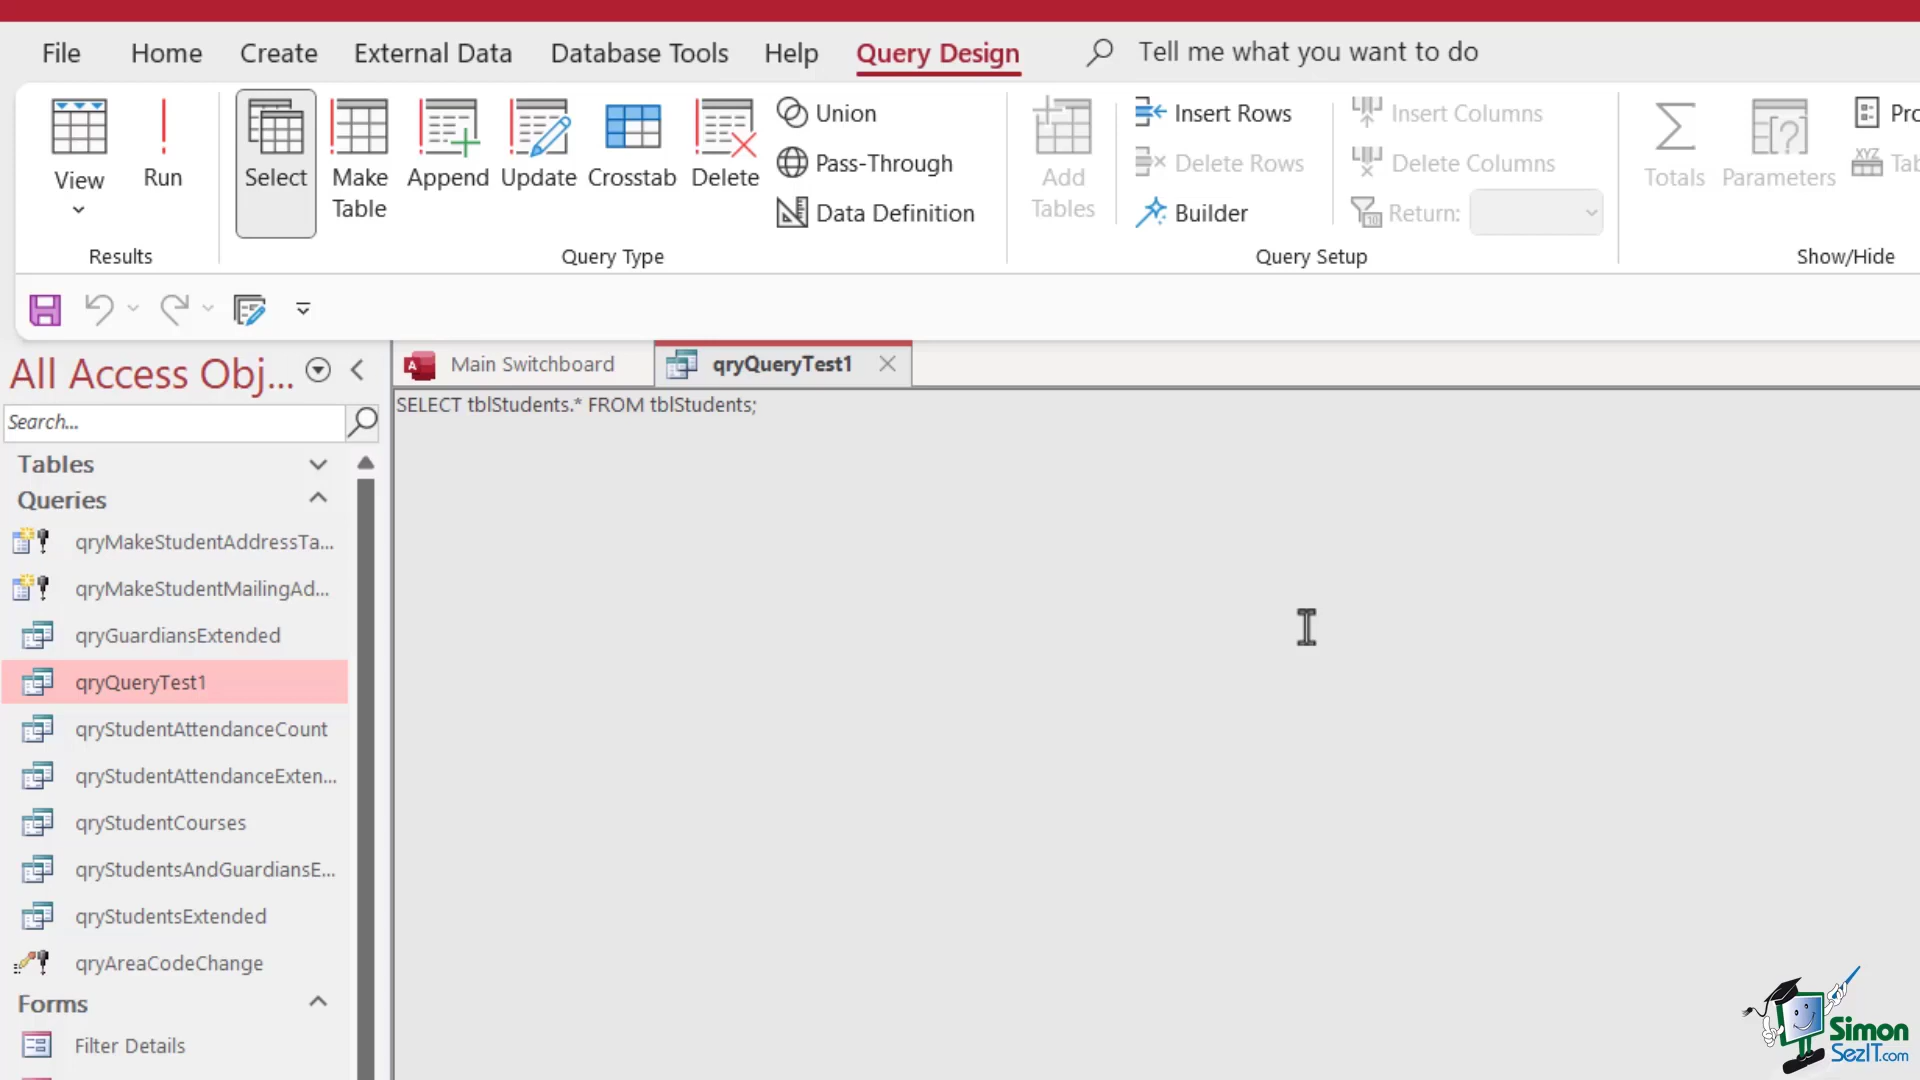 File Home Create External Data Database Tools Help Query Design Tell me what you want to do
View
Run
Select
Make Table
Append
Update
Crosstab
Delete
Union
Pass-Through
Data Definition
Add Tables
Insert Rows
Delete Rows
Builder
Insert Columns
Delete Columns
Return:
Totals
Parameters
XYZ
Results
Query Type
Query Setup
Show/Hide
All Access Obj...
Search...
Tables
Queries
qryMakeStudentAddressTa...
qryMakeStudentMailingAd...
qryGuardiansExtended
qryQueryTest1
qryStudentAttendanceCount
qryStudentAttendanceExten...
qryStudentCourses
qryStudentsAndGuardiansE...
qryStudentsExtended
qryAreaCodeChange
Forms
Filter Details
Main Switchboard
qryQueryTest1
SELECT tblStudents.* FROM tblStudents;
Simon
SezIT.com